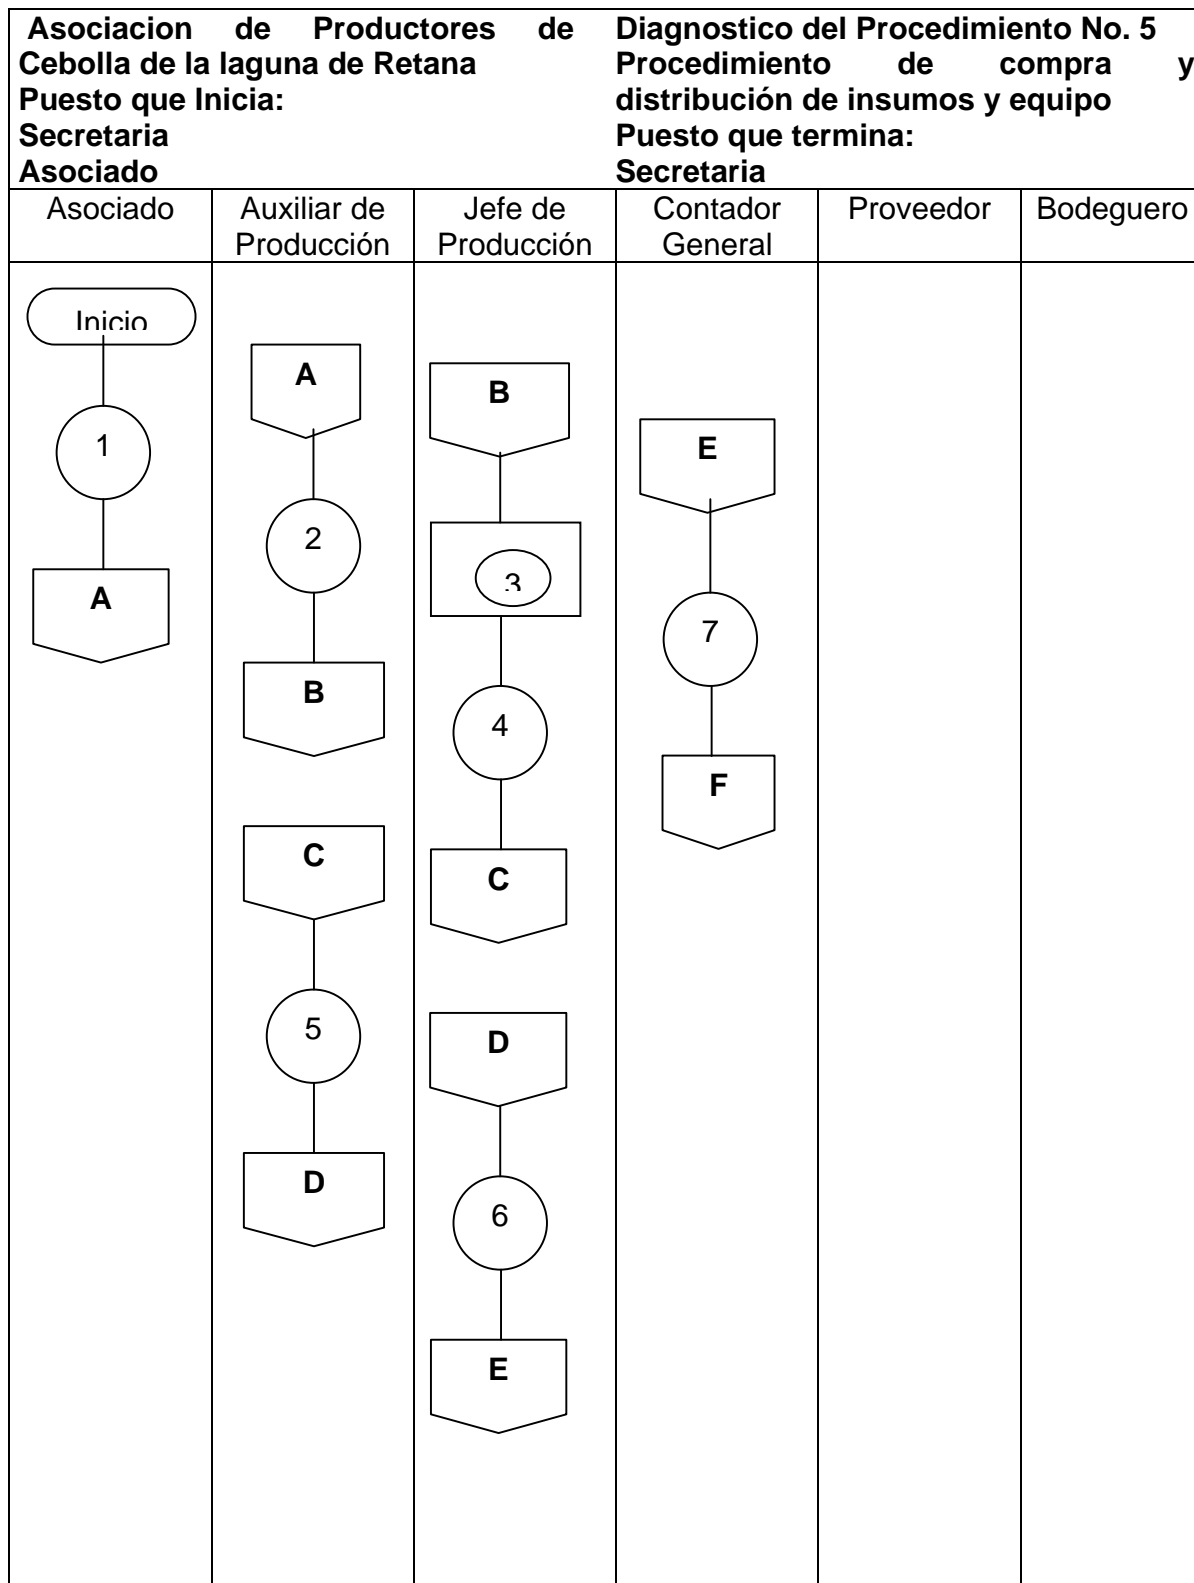 Asociacion de Productores de
Cebolla de la laguna de Retana
Puesto que Inicia:
Secretaria
Asociado
Diagnostico del Procedimiento No. 5
Procedimiento de compra y
distribución de insumos y equipo
Puesto que termina:
Secretaria
Asociado
Auxiliar de
Producción
Jefe de
Producción
Contador
General
Proveedor
Bodeguero
Inicio
1
A
A
2
B
C
5
D
B
3
4
C
D
6
E
E
7
F